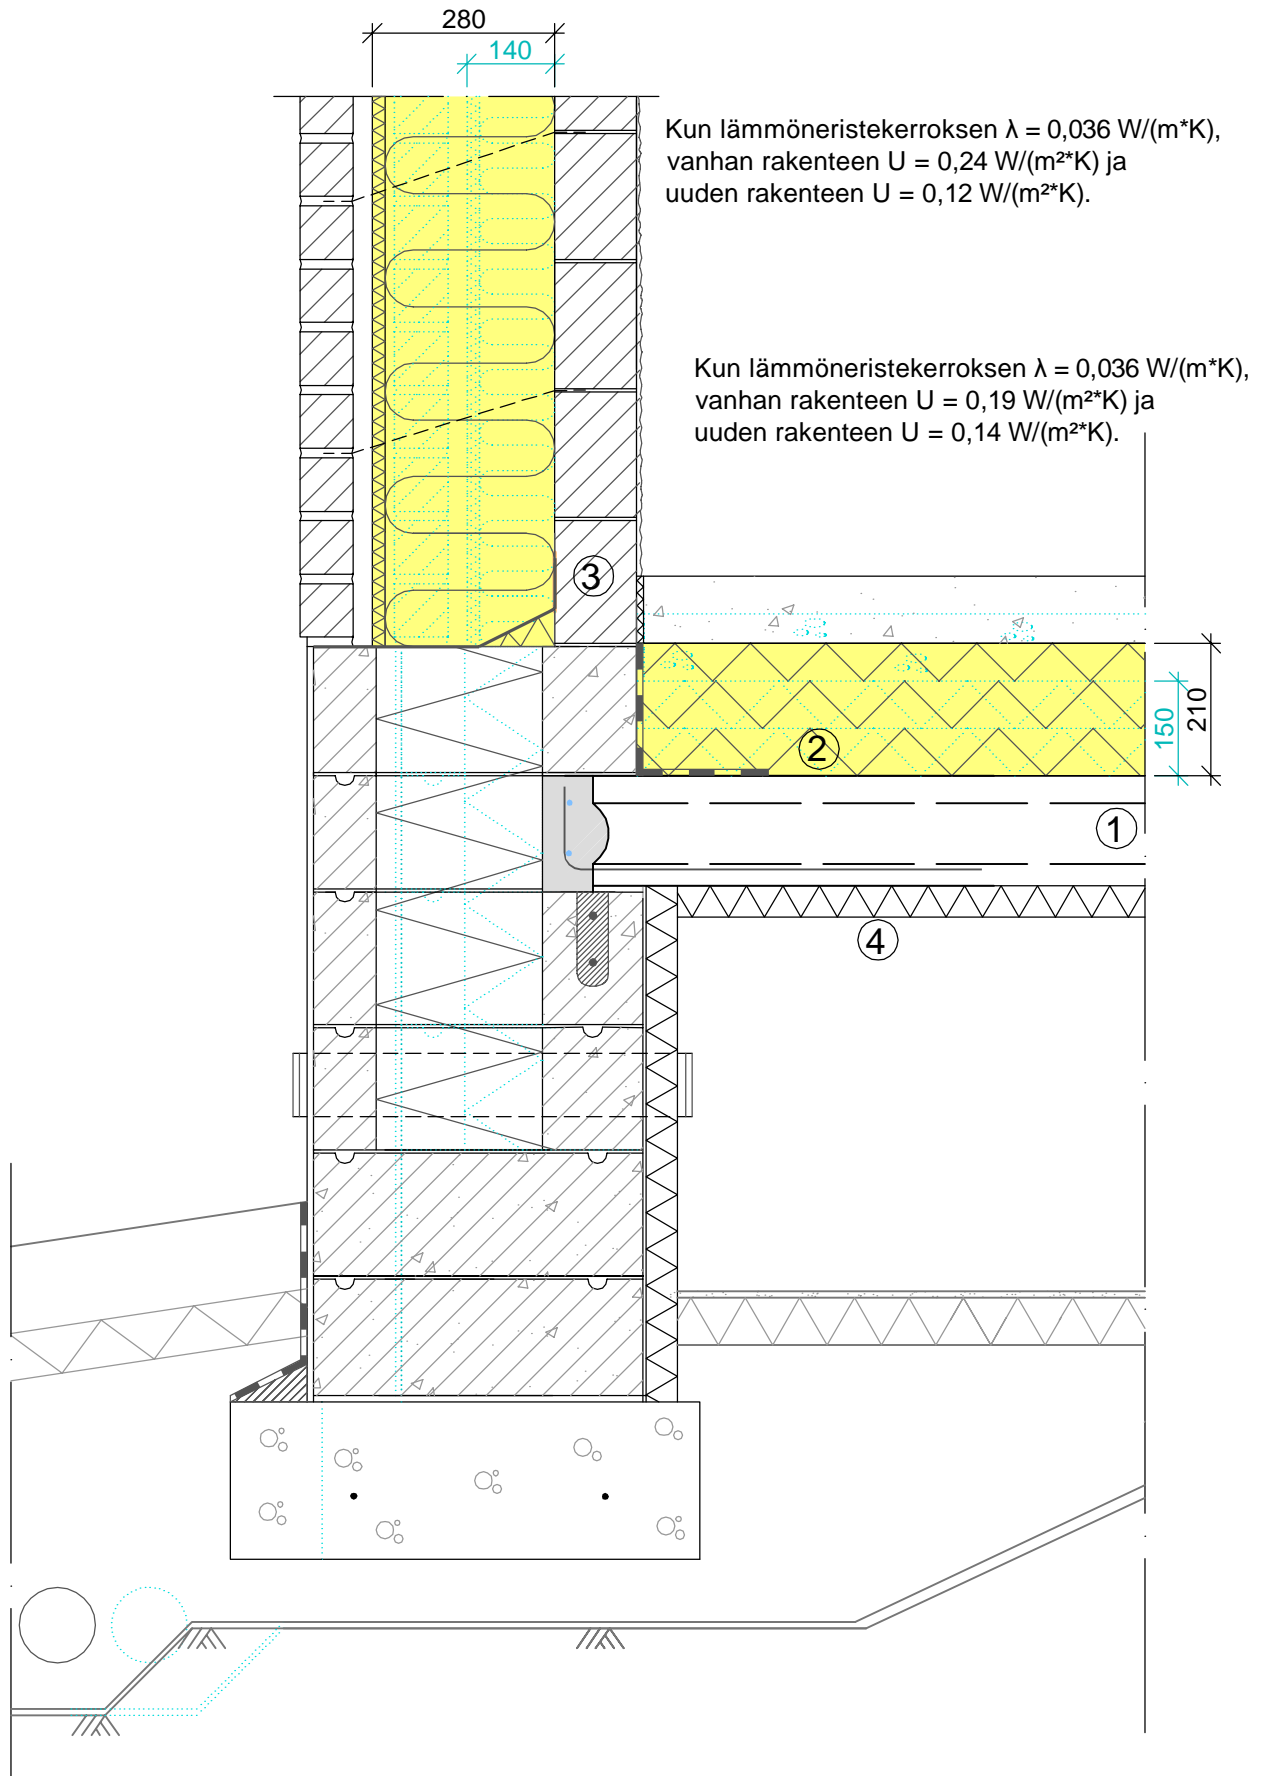 280
140
Kun lämmöneristekerroksen λ = 0,036 W/(m*K),
vanhan rakenteen U = 0,24 W/(m²*K) ja
uuden rakenteen U = 0,12 W/(m²*K).
Kun lämmöneristekerroksen λ = 0,036 W/(m*K),
vanhan rakenteen U = 0,19 W/(m²*K) ja
uuden rakenteen U = 0,14 W/(m²*K).
3
150
210
2
1
4